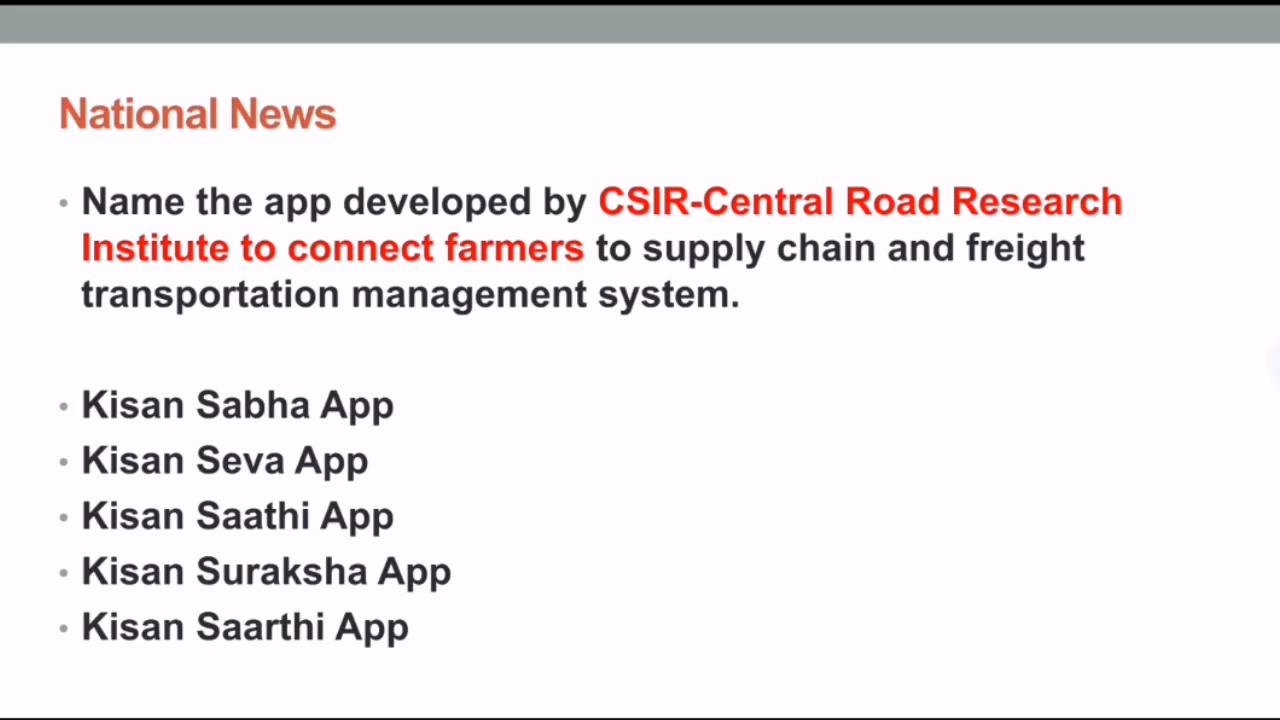 National News
• Name the app developed by CSIR-Central Road Research
Institute to connect farmers to supply chain and freight
transportation management system.
• Kisan Sabha App
• Kisan Seva App
• Kisan Saathi App
• Kisan Suraksha App
• Kisan Saarthi App